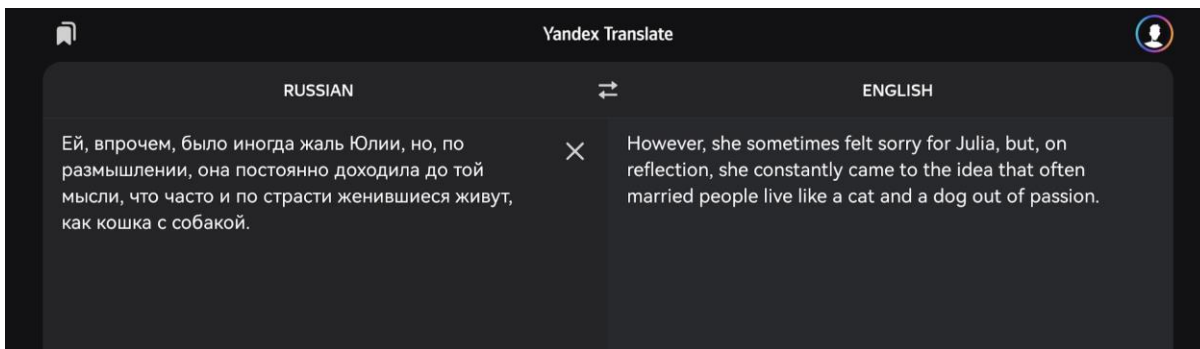 Yandex Translate
RUSSIAN
ENGLISH
Ей, впрочем, было иногда жаль Юлии, но, по
размышлении, она постоянно доходила до той
мысли, что часто и по страсти женившиеся живут,
как кошка с собакой.
However, she sometimes felt sorry for Julia, but, on
reflection, she constantly came to the idea that often
married people live like a cat and a dog out of passion.